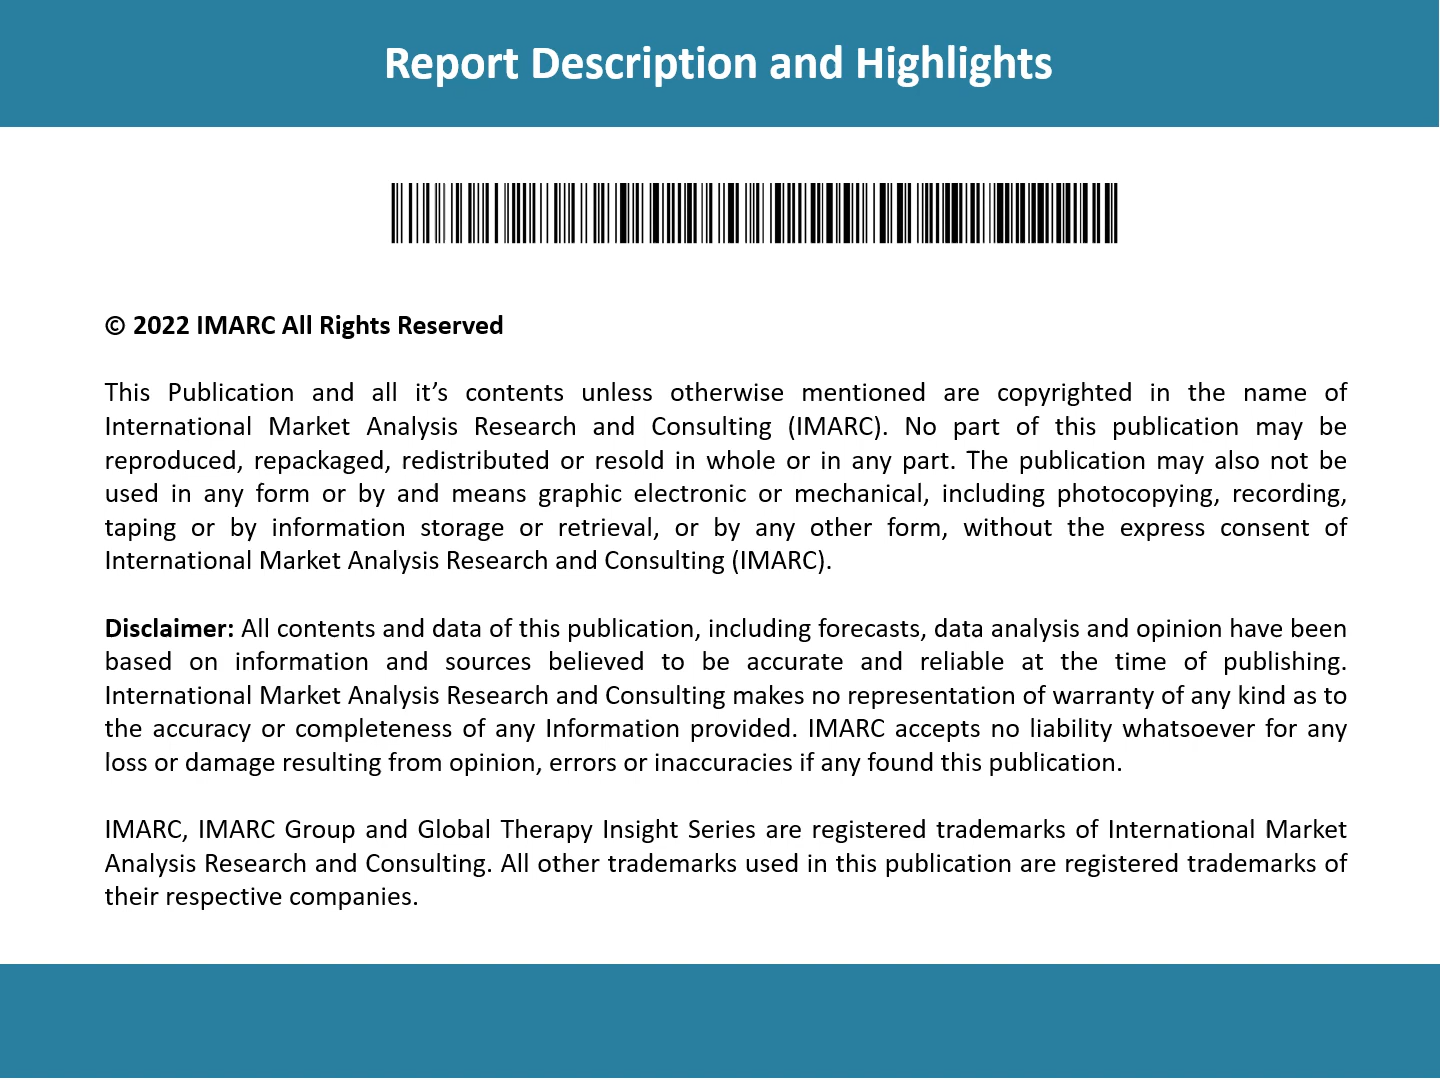 Report Description and Highlights
© 2022 IMARC All Rights Reserved
This Publication and all it’s contents unless otherwise mentioned are copyrighted in the name of
International Market Analysis Research and Consulting (IMARC). No part of this publication may be
reproduced, repackaged, redistributed or resold in whole or in any part. The publication may also not be
used in any form or by and means graphic electronic or mechanical, including photocopying, recording,
taping or by information storage or retrieval, or by any other form, without the express consent of
International Market Analysis Research and Consulting (IMARC).
Disclaimer: All contents and data of this publication, including forecasts, data analysis and opinion have been
based on information and sources believed to be accurate and reliable at the time of publishing.
International Market Analysis Research and Consulting makes no representation of warranty of any kind as to
the accuracy or completeness of any Information provided. IMARC accepts no liability whatsoever for any
loss or damage resulting from opinion, errors or inaccuracies if any found this publication.
IMARC, IMARC Group and Global Therapy Insight Series are registered trademarks of International Market
Analysis Research and Consulting. All other trademarks used in this publication are registered trademarks of
their respective companies.